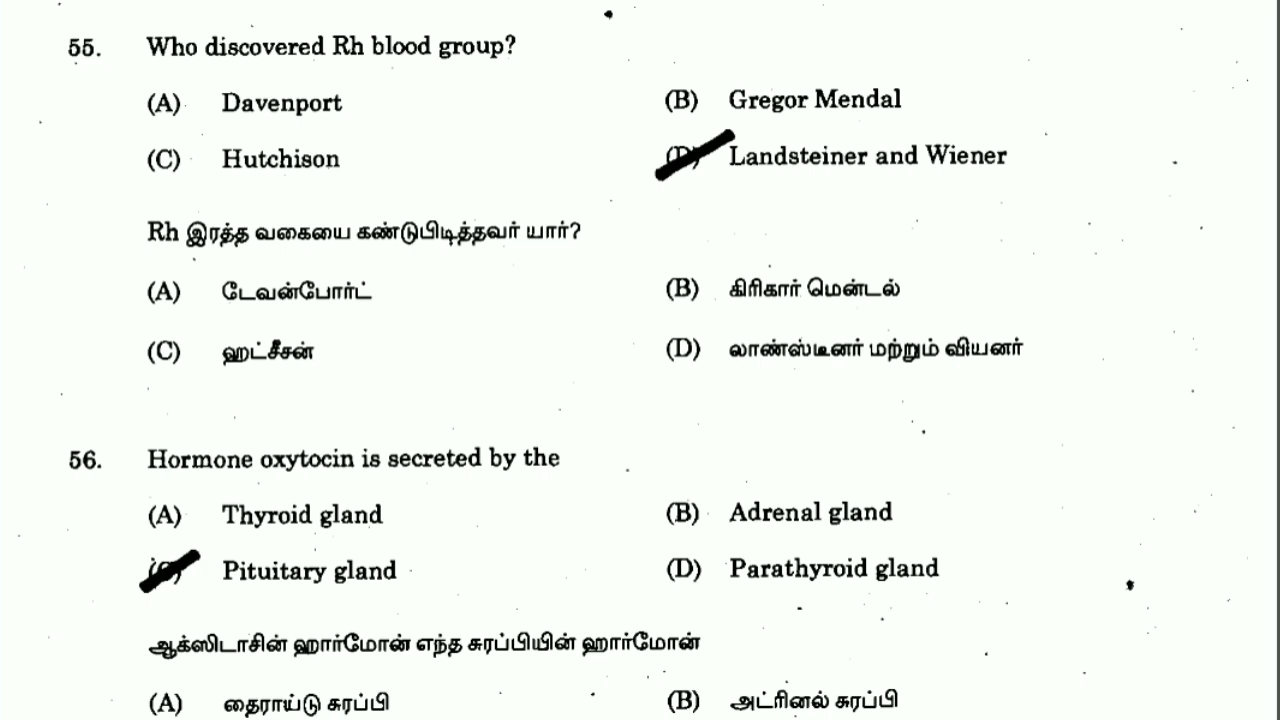 55. Who discovered Rh blood group?
(A) Davenport (B) Gregor Mendal
(C) Hutchison (D) Landsteiner and Wiener
Rh இரத்த வகையை கண்டுபிடித்தவர் யார்?
(A) டேவன்போர்ட் (B) கிரிகார் மென்டல்
(C) ஹட்சீசன் (D) லாண்ஸ்டீனர் மற்றும் வியனர்
56. Hormone oxytocin is secreted by the
(A) Thyroid gland (B) Adrenal gland
(C) Pituitary gland (D) Parathyroid gland
ஆக்ஸிடாசின் ஹார்மோன் எந்த சுரப்பியின் ஹார்மோன்
(A) தைராய்டு சுரப்பி (B) அட்ரினல் சுரப்பி